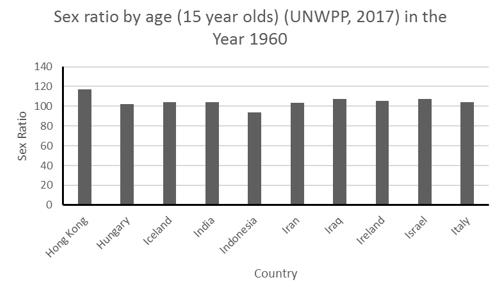 Sex ratio by age (15 year olds) (UNWPP, 2017) in the
Year 1960
140
120
100
80
60
40
20
0
Sex Ratio
Hong Kong
Hungary
Iceland
India
Indonesia
Iran
Iraq
Ireland
Israel
Italy
Country